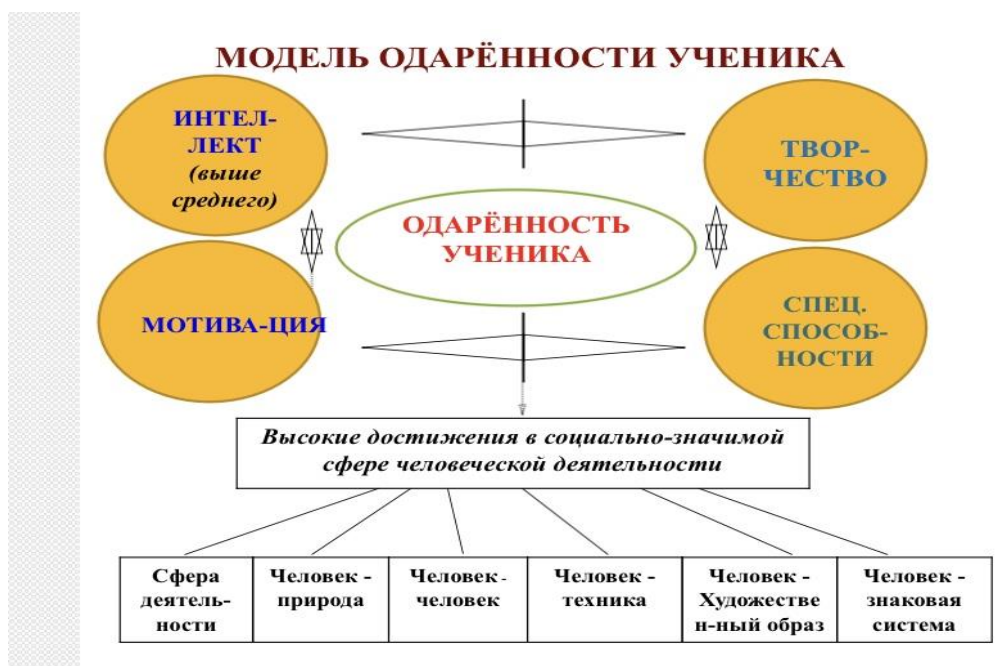 МОДЕЛЬ ОДАРЁННОСТИ УЧЕНИКА
ИНТЕЛ-
ЛЕКТ
(выше
среднего)
ТВОР-
ЧЕСТВО
ОДАРЁННОСТЬ
УЧЕНИКА
МОТИВА-ЦИЯ
СПЕЦ.
СПОСОБ-
НОСТИ
Высокие достижения в социально-значимой
сфере человеческой деятельности
Сфера
деятель-
ности
Человек -
природа
Человек -
человек
Человек -
техника
Человек -
Художестве
н-ный образ
Человек -
знаковая
система